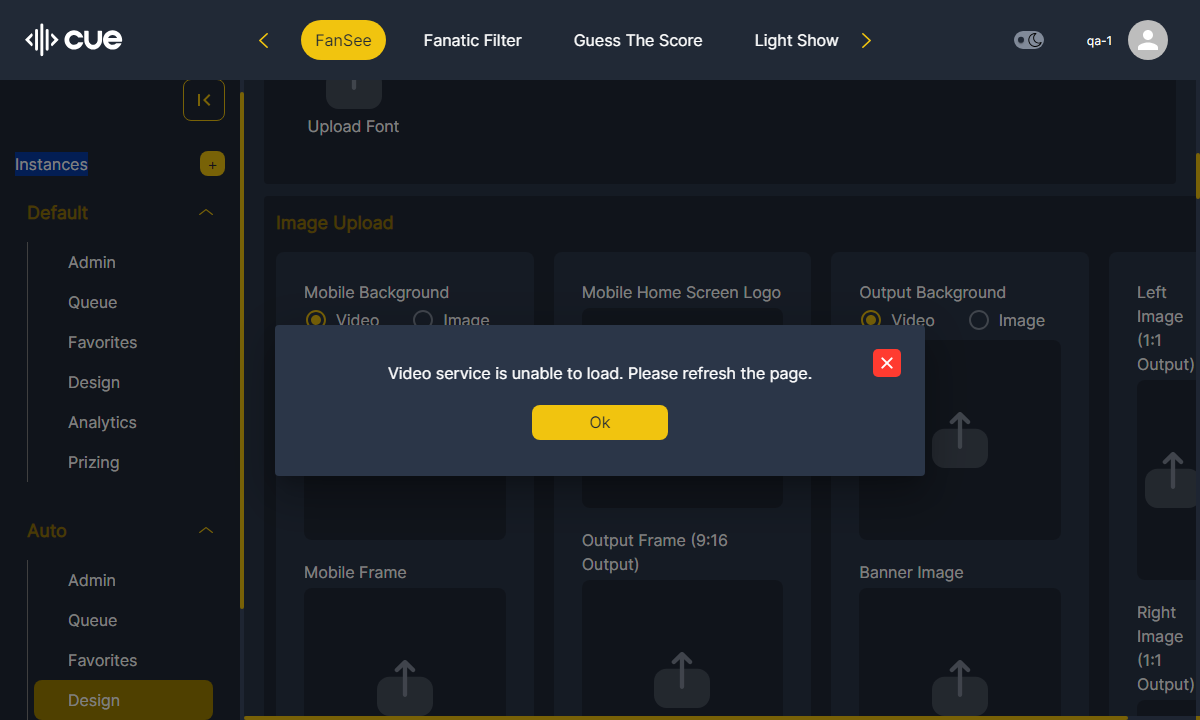 cue
FanSee
Fanatic Filter
Guess The Score
Light Show
qa-1
Upload Font
Instances
+
Default
Admin
Queue
Favorites
Design
Analytics
Prizing
Auto
Admin
Queue
Favorites
Design
Image Upload
Mobile Background
Video
Image
Mobile Home Screen Logo
Output Background
Video
Image
Left
Image
(1:1
Output)
Video service is unable to load. Please refresh the page.
Ok
Mobile Frame
Output Frame (9:16
Output)
Banner Image
Right
Image
(1:1
Output)